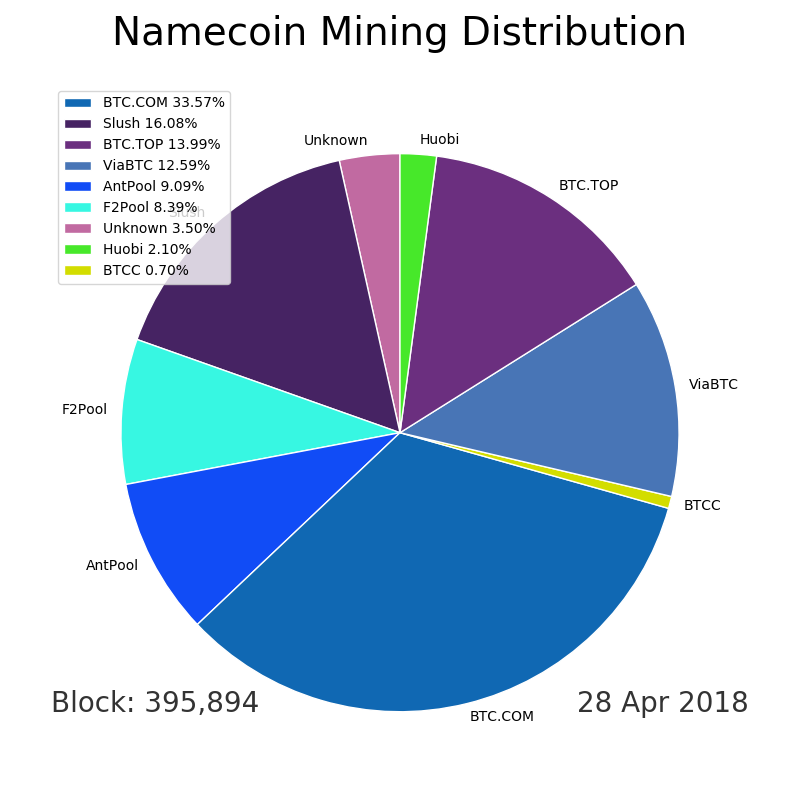 Namecoin Mining Distribution
BTC.COM 33.57%
Slush 16.08%
BTC.TOP 13.99%
ViaBTC 12.59%
AntPool 9.09%
F2Pool 8.39%
Unknown 3.50%
Huobi 2.10%
BTCC 0.70%
Unknown
Huobi
BTC.TOP
Slush
ViaBTC
F2Pool
BTCC
AntPool
BTC.COM
Block: 395,894
28 Apr 2018